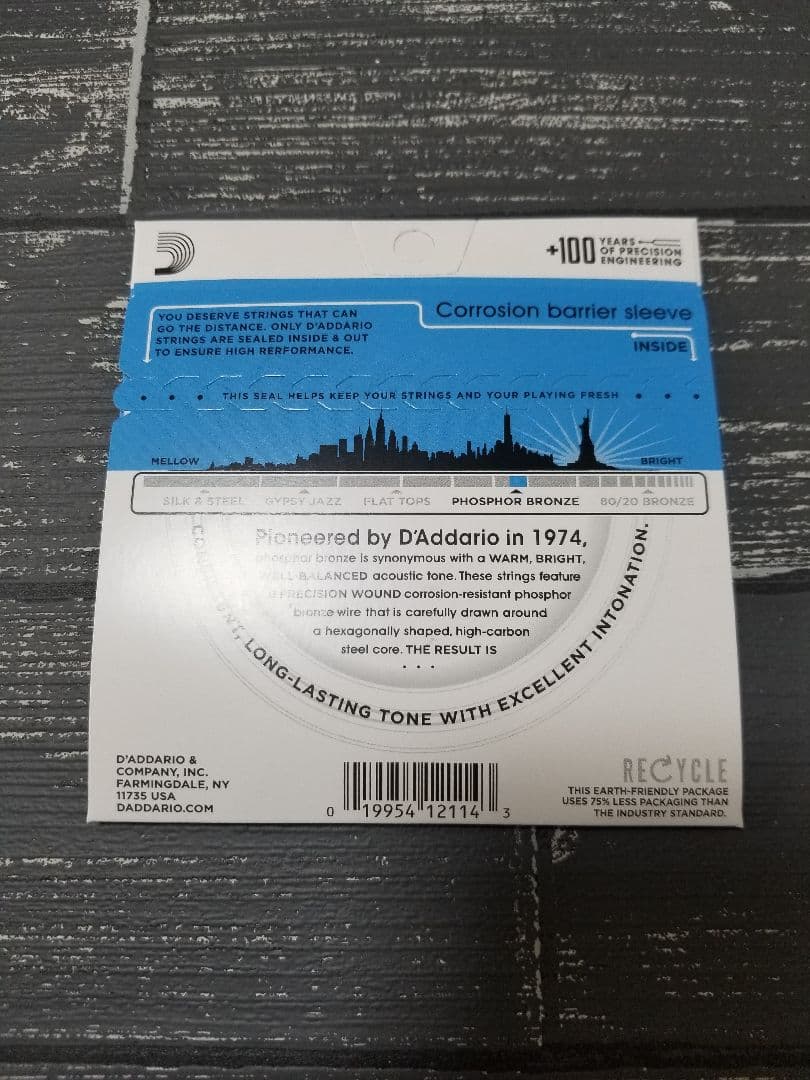 +100 YEARS
OF PRECISION
ENGINEERING
YOU DESERVE STRINGS THAT CAN
GO THE DISTANCE. ONLY D'ADDARIO
STRINGS ARE SEALED INSIDE & OUT
TO ENSURE HIGH RERFORMANCE.
Corrosion barrier sleeve
INSIDE
THIS SEAL HELPS KEEP YOUR STRINGS AND YOUR PLAYING FRESH
MELLOW
BRIGHT
SILK & STEEL GYPSY JAZZ FLAT TOPS PHOSPHOR BRONZE 80/20 BRONZE
Pioneered by D'Addario in 1974,
phosphor bronze is synonymous with a WARM, BRIGHT,
WELL-BALANCED acoustic tone. These strings feature
PRECISION WOUND corrosion-resistant phosphor
bronze wire that is carefully drawn around
a hexagonally shaped, high-carbon
steel core. THE RESULT IS
...
LONG-LASTING TONE WITH EXCELLENT INTONATION.
D'ADDARIO &
COMPANY, INC.
FARMINGDALE, NY
11735 USA
DADDARIO.COM
0 19954 12114 3
RECYCLE
THIS EARTH-FRIENDLY PACKAGE
USES 75% LESS PACKAGING THAN
THE INDUSTRY STANDARD.